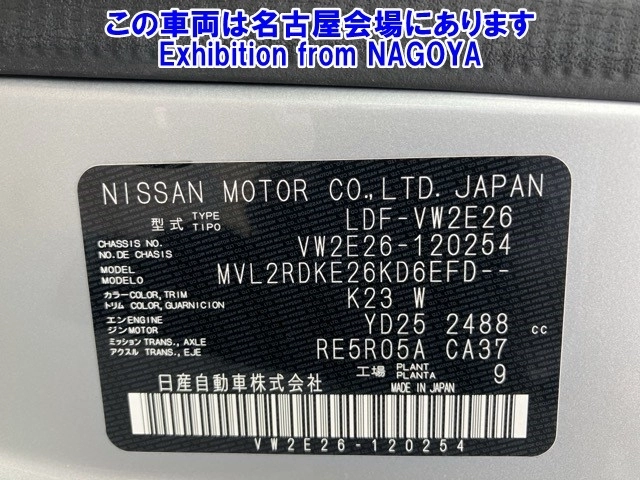 この車両は名古屋会場にあります
Exhibition from NAGOYA
NISSAN MOTOR CO.,LTD. JAPAN
型式 TYPE TIPO LDF-VW2E26
CHASSIS NO. NO. DE CHASIS VW2E26-120254
MODEL MODELO MVL2RDKE26KD6EFD--
カラー COLOR, TRIM トリム COLOR, GUARNICION K23 W
エンジン ENGINE MOTOR YD25 2488 cc
ミッション TRANS., AXLE アクスル TRANS., EJE RE5R05A CA37
工場 PLANT PLANTA 9
日産自動車株式会社 MADE IN JAPAN
VW2E26-120254